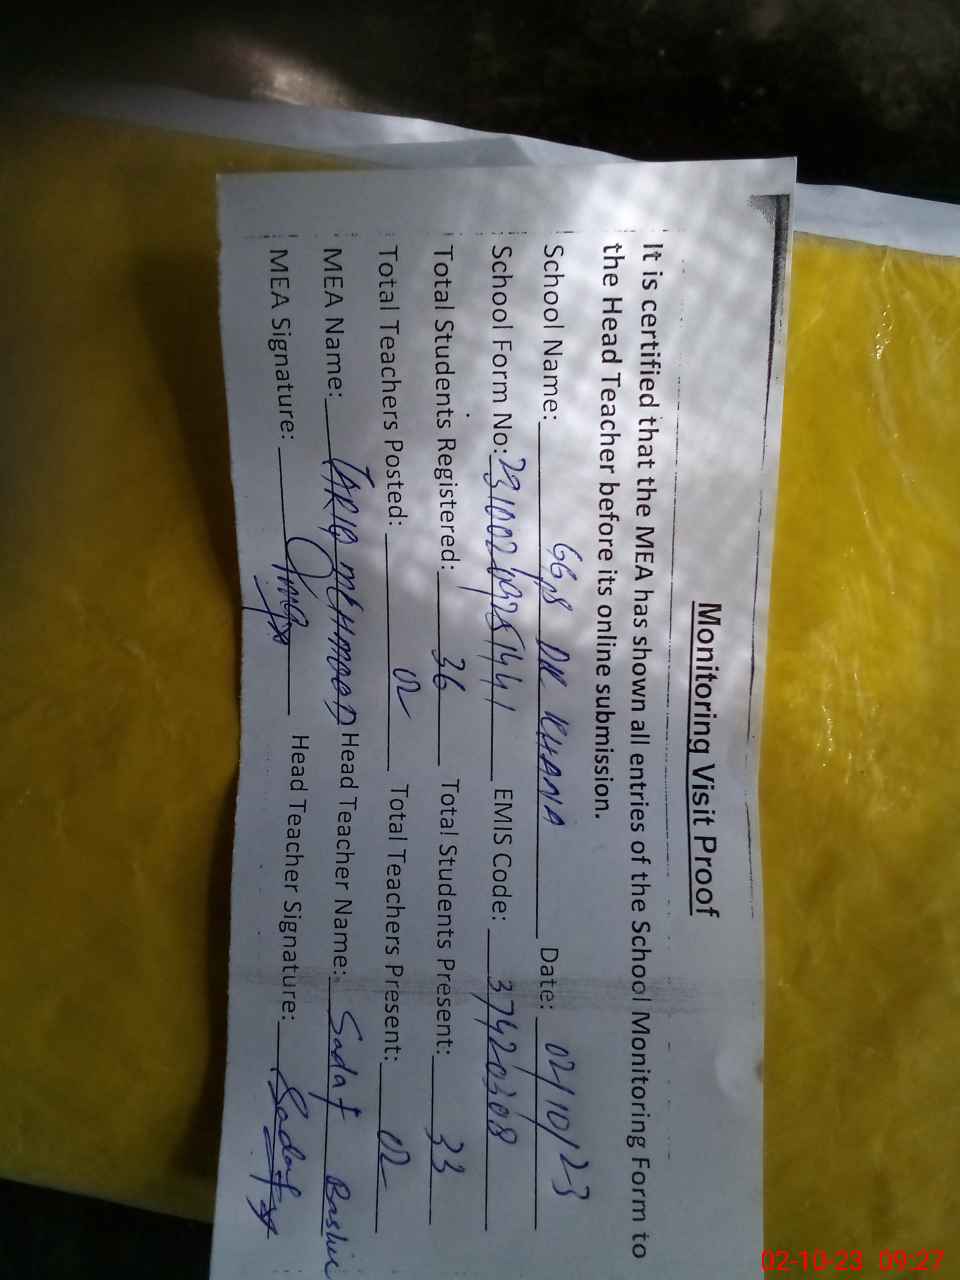 Monitoring Visit Proof
It is certified that the MEA has shown all entries of the School Monitoring Form to
the Head Teacher before its online submission.
School Name: GGPS DK KHANA Date: 02/10/23
School Form No: EMIS Code: 37420308
Total Students Registered: 36 Total Students Present: 33
Total Teachers Posted: 02 Total Teachers Present: 02
MEA Name: TARIQ MEHMOOD Head Teacher Name: Sadaf Bashir
MEA Signature: Head Teacher Signature: Sadaf
02-10-23 09:27